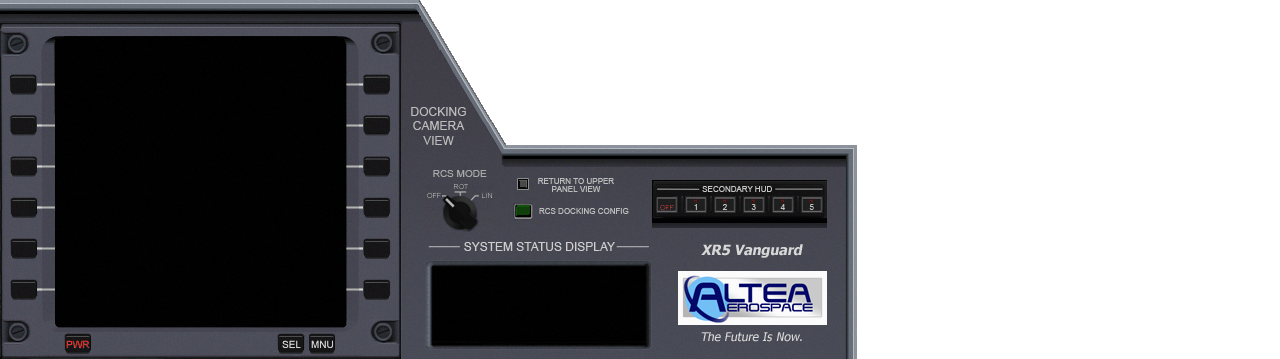 DOCKING
CAMERA
VIEW
RCS MODE
OFF ROT LIN
RETURN TO UPPER
PANEL VIEW
RCS DOCKING CONFIG
SECONDARY HUD
OFF 1 2 3 4 5
SYSTEM STATUS DISPLAY
XR5 Vanguard
ALTEA
AEROSPACE
The Future Is Now.
PWR SEL MNU